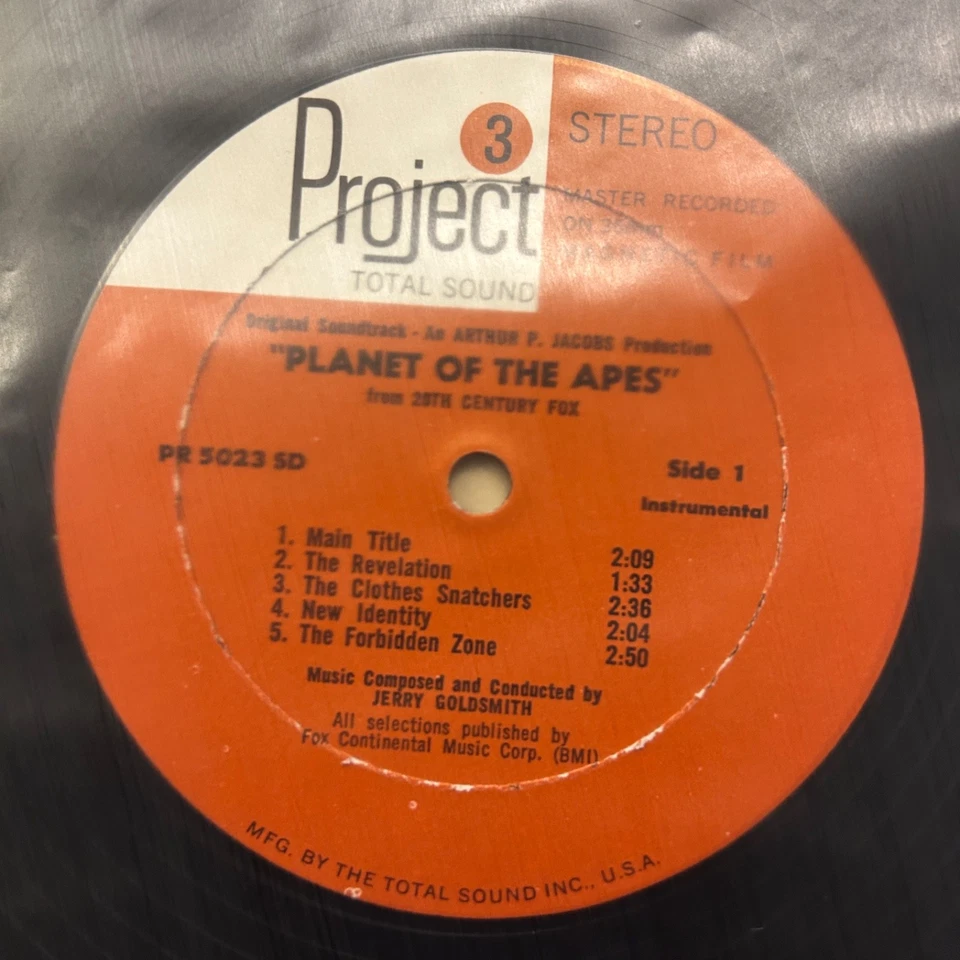 Project 3
TOTAL SOUND
STEREO
MASTER RECORDED
ON 35mm
MAGNETIC FILM
Original Soundtrack - An ARTHUR P. JACOBS Production
"PLANET OF THE APES"
from 20TH CENTURY FOX
PR 5023 SD
Side 1
Instrumental
1. Main Title 2:09
2. The Revelation 1:33
3. The Clothes Snatchers 2:36
4. New Identity 2:04
5. The Forbidden Zone 2:50
Music Composed and Conducted by
JERRY GOLDSMITH
All selections published by
Fox Continental Music Corp. (BMI)
MFG. BY THE TOTAL SOUND INC., U.S.A.